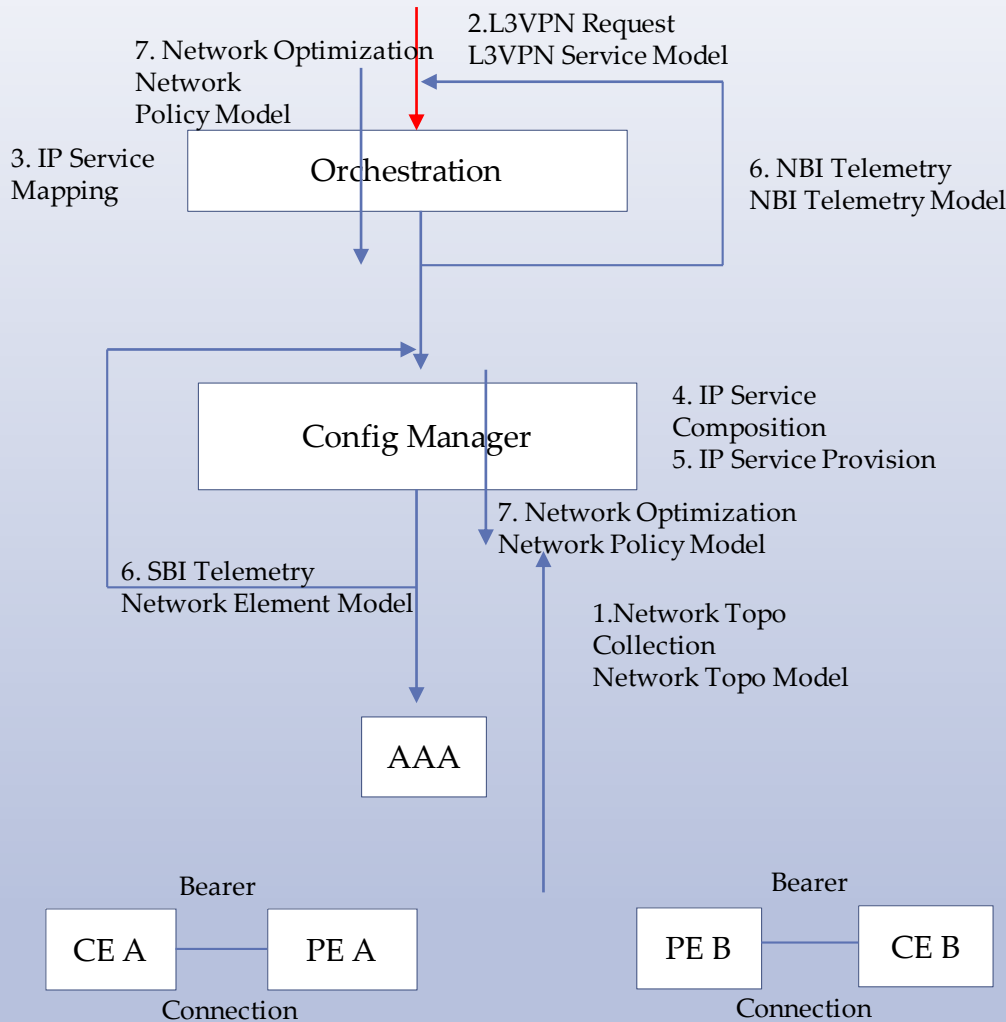 2.L3VPN Request
L3VPN Service Model
7. Network Optimization
Network
Policy Model
3. IP Service
Mapping
Orchestration
6. NBI Telemetry
NBI Telemetry Model
Config Manager
4. IP Service
Composition
5. IP Service Provision
7. Network Optimization
Network Policy Model
6. SBI Telemetry
Network Element Model
1.Network Topo
Collection
Network Topo Model
AAA
Bearer
CE A
PE A
Connection
Bearer
PE B
CE B
Connection